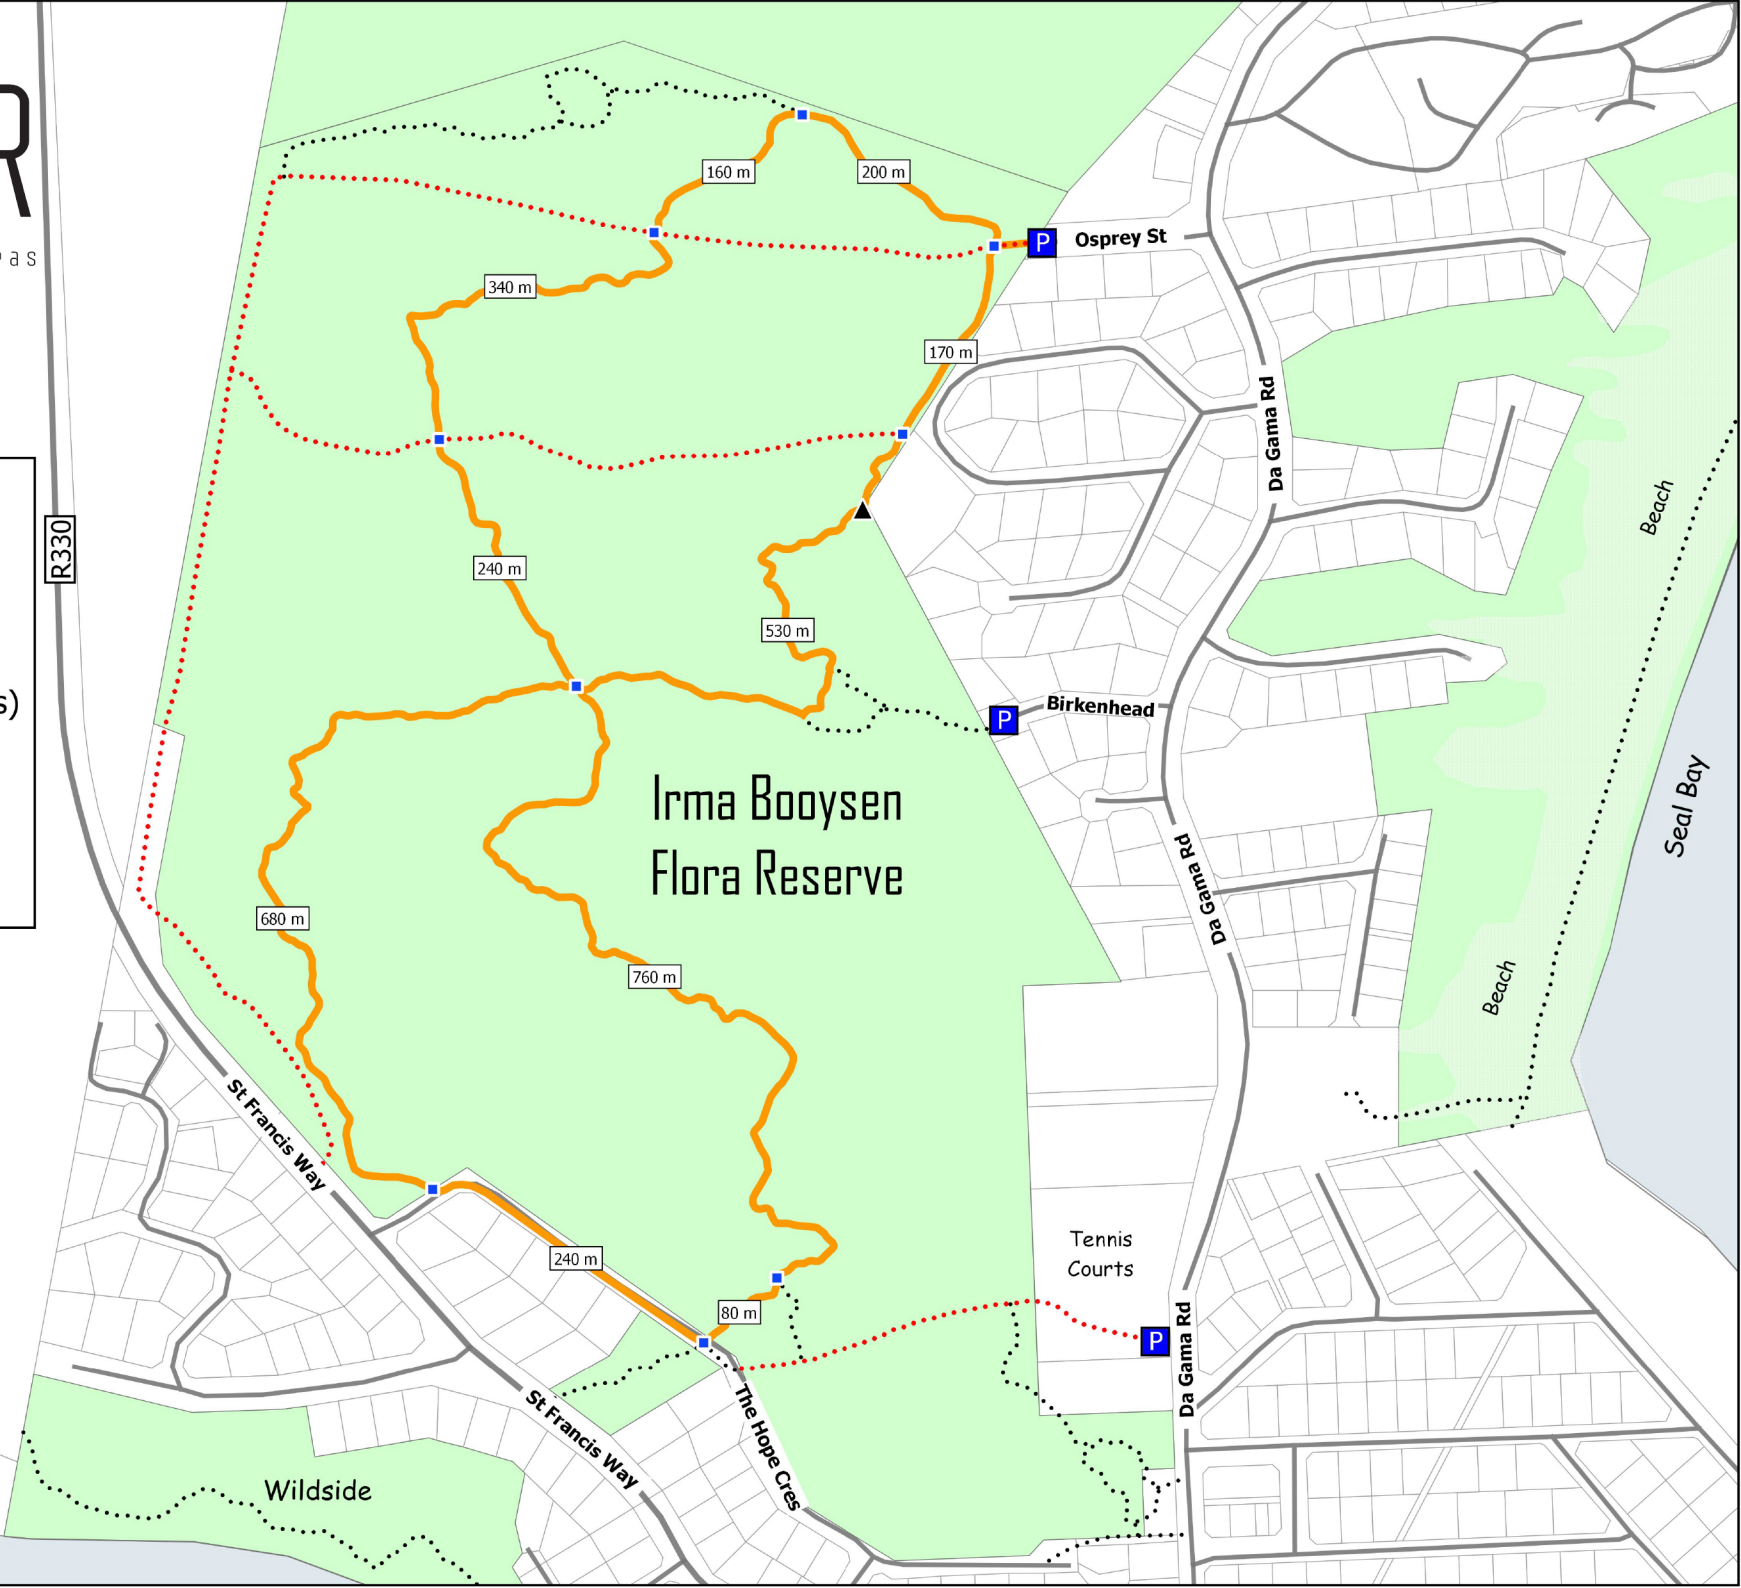 R
as
s)
R330
160 m
200 m
Osprey St
340 m
170 m
Da Gama Rd
Beach
240 m
530 m
Birkenhead
P
P
Irma Booysen
Flora Reserve
Seal Bay
Da Gama Rd
680 m
760 m
Beach
St Francis Way
Tennis
Courts
240 m
80 m
P
Da Gama Rd
The Hope Cres
St Francis Way
Wildside